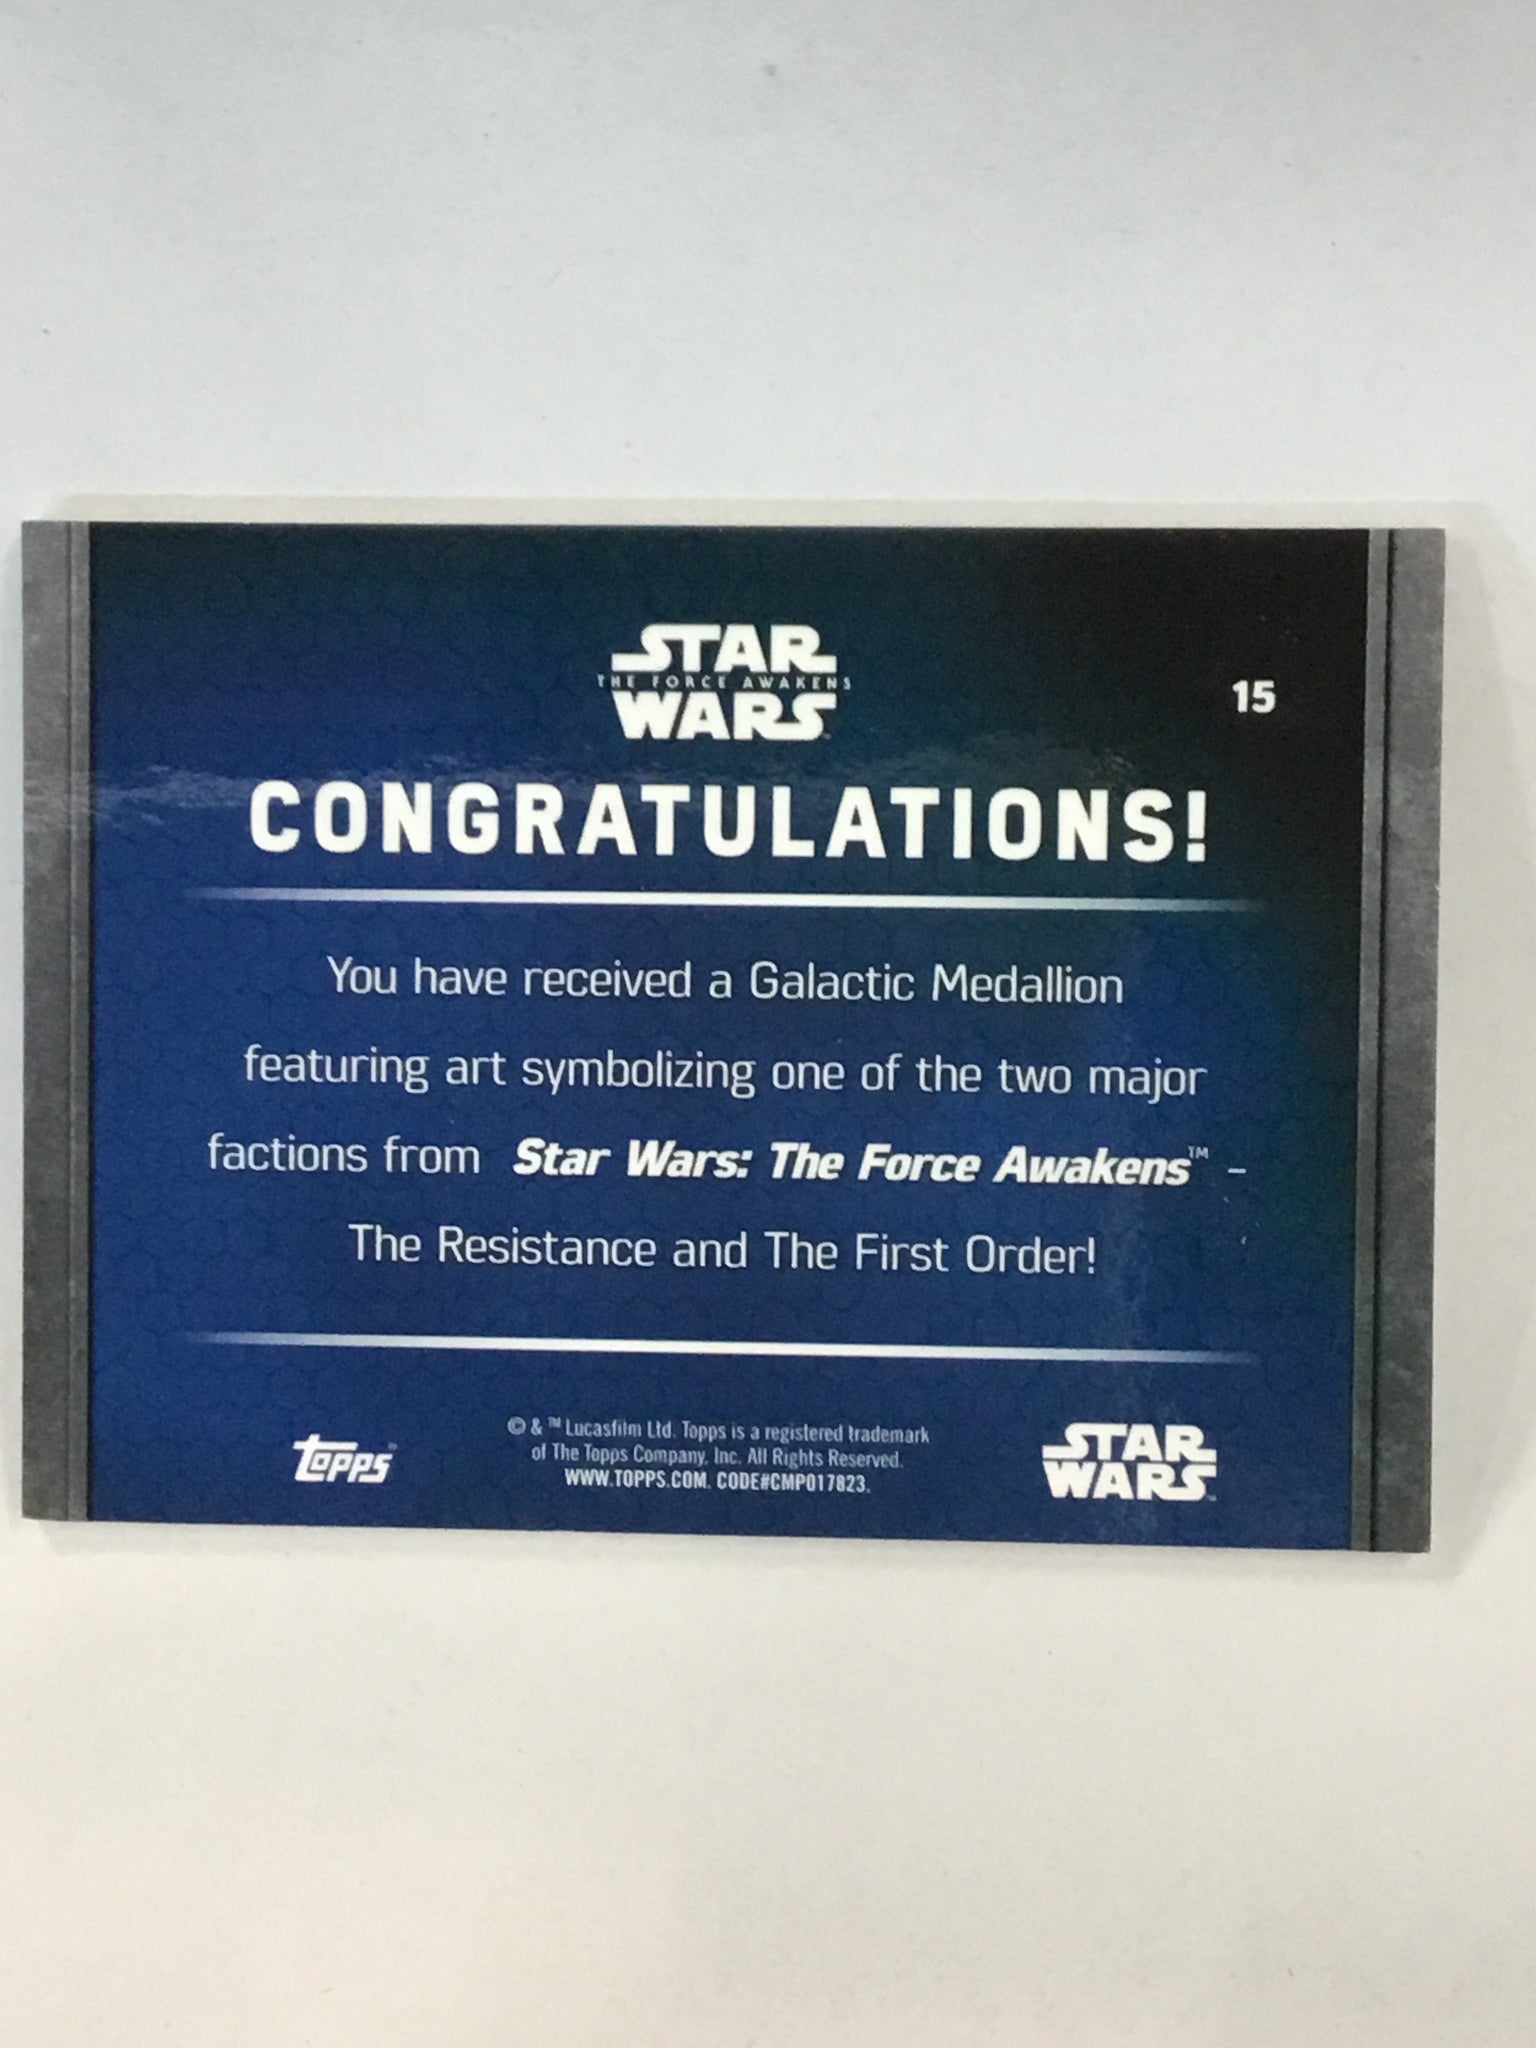 STAR
THE FORCE AWAKENS
WARS
15
CONGRATULATIONS!
You have received a Galactic Medallion
featuring art symbolizing one of the two major
factions from Star Wars: The Force Awakens™ –
The Resistance and The First Order!
topps
© & ™ Lucasfilm Ltd. Topps is a registered trademark
of The Topps Company, Inc. All Rights Reserved.
WWW.TOPPS.COM. CODE#CMP017823.
STAR
WARS